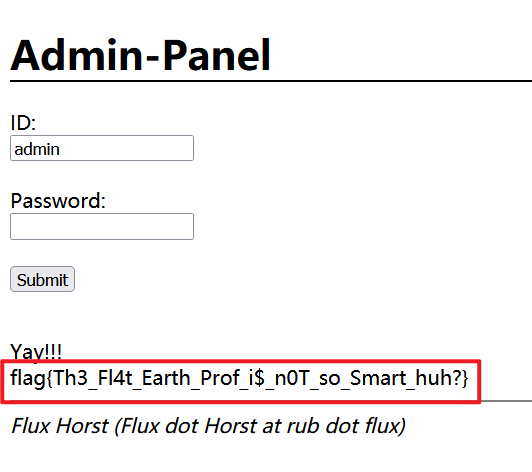 Admin-Panel
ID:
admin
Password:
Submit
Yay!!!
flag{Th3_Fl4t_Earth_Prof_i$_n0T_so_Smart_huh?}
Flux Horst (Flux dot Horst at rub dot flux)